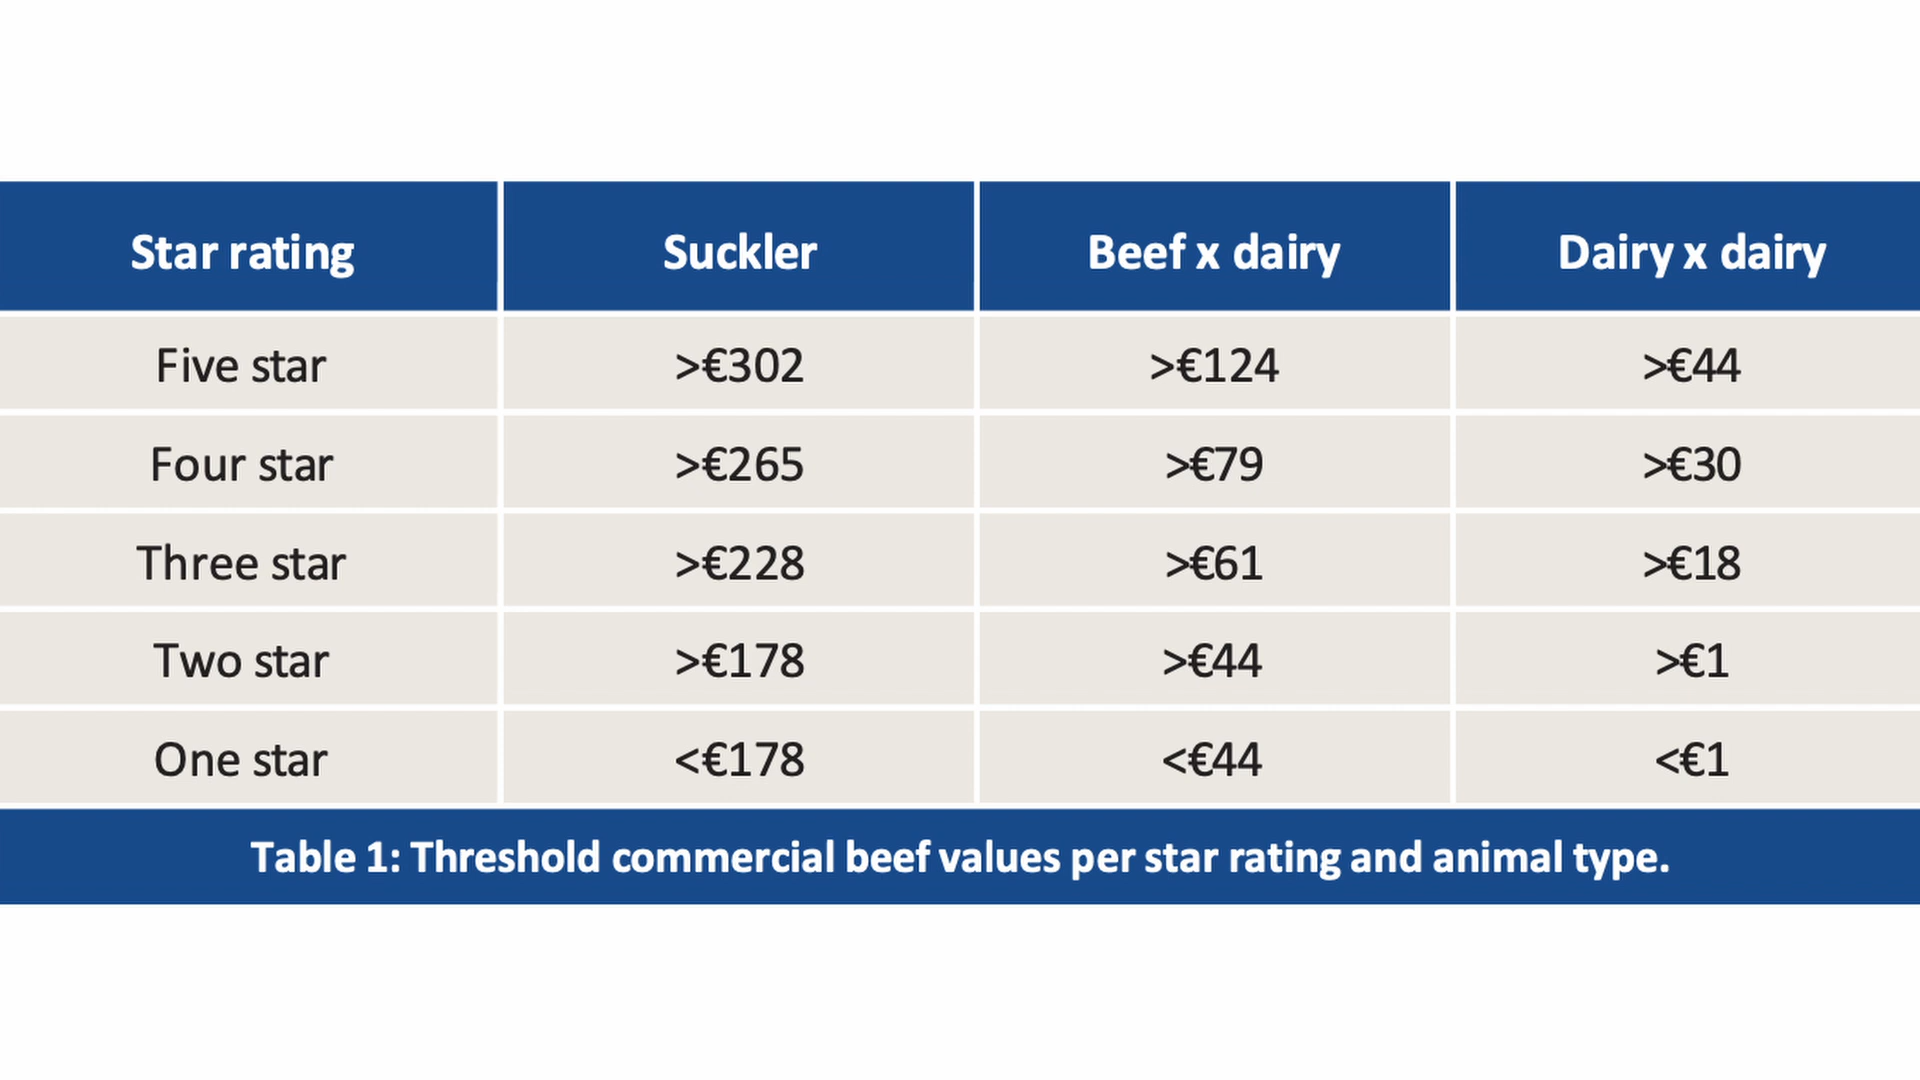 Star rating Suckler Beef x dairy Dairy x dairy
Five star >€302 >€124 >€44
Four star >€265 >€79 >€30
Three star >€228 >€61 >€18
Two star >€178 >€44 >€1
One star <€178 <€44 <€1
Table 1: Threshold commercial beef values per star rating and animal type.